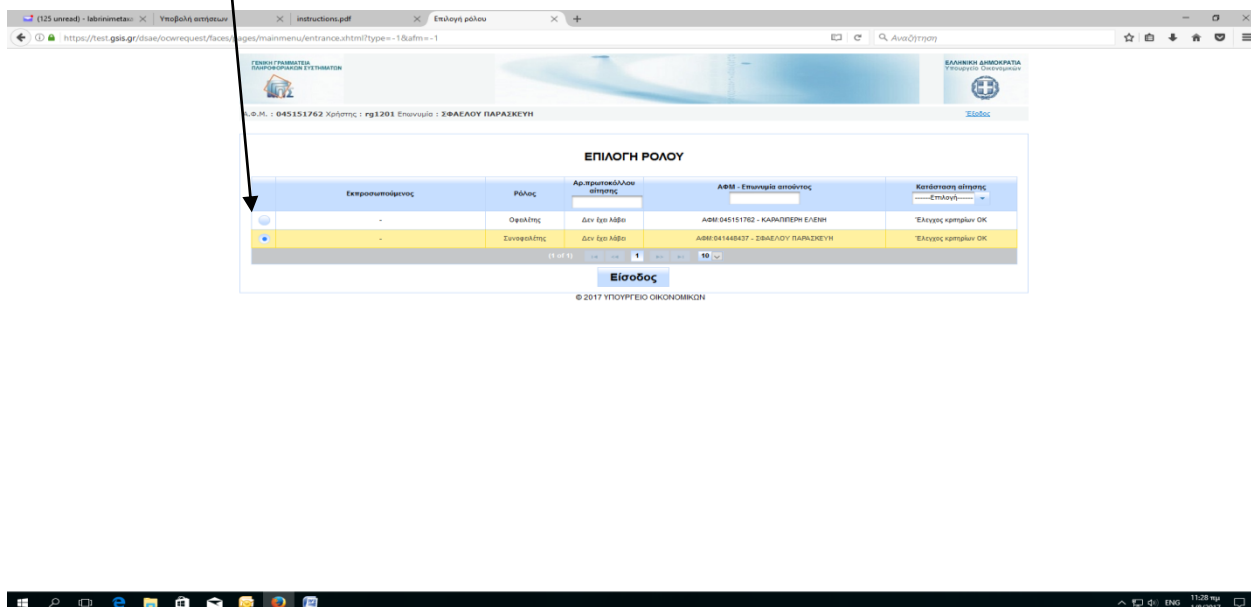 (125 unread) - labrinimetaxa
Υποβολή αιτήσεων
instructions.pdf
Επιλογή ρόλου
https://test.gsis.gr/dsae/ocwrequest/faces/pages/mainmenu/entrance.xhtml?type=-1&afm=-1
Αναζήτηση
ΓΕΝΙΚΗ ΓΡΑΜΜΑΤΕΙΑ
ΠΛΗΡΟΦΟΡΙΑΚΩΝ ΣΥΣΤΗΜΑΤΩΝ
ΕΛΛΗΝΙΚΗ ΔΗΜΟΚΡΑΤΙΑ
Υπουργείο Οικονομικών
Α.Φ.Μ. : 045151762 Χρήστης : rg1201 Επωνυμία : ΣΦΑΕΛΟΥ ΠΑΡΑΣΚΕΥΗ
Έξοδος
ΕΠΙΛΟΓΗ ΡΟΛΟΥ
Εκπροσωπούμενος
Ρόλος
Αρ.πρωτοκόλλου αίτησης
ΑΦΜ - Επωνυμία αιτούντος
Κατάσταση αίτησης
------Επιλογή------
- Οφειλέτης Δεν έχει λάβει ΑΦΜ:045151762 - ΚΑΡΑΠΙΠΕΡΗ ΕΛΕΝΗ Έλεγχος κριτηρίων ΟΚ
- Συνοφειλέτης Δεν έχει λάβει ΑΦΜ:041448437 - ΣΦΑΕΛΟΥ ΠΑΡΑΣΚΕΥΗ Έλεγχος κριτηρίων ΟΚ
(1 of 1) 1 10
Είσοδος
© 2017 ΥΠΟΥΡΓΕΙΟ ΟΙΚΟΝΟΜΙΚΩΝ
ENG
11:28 πμ